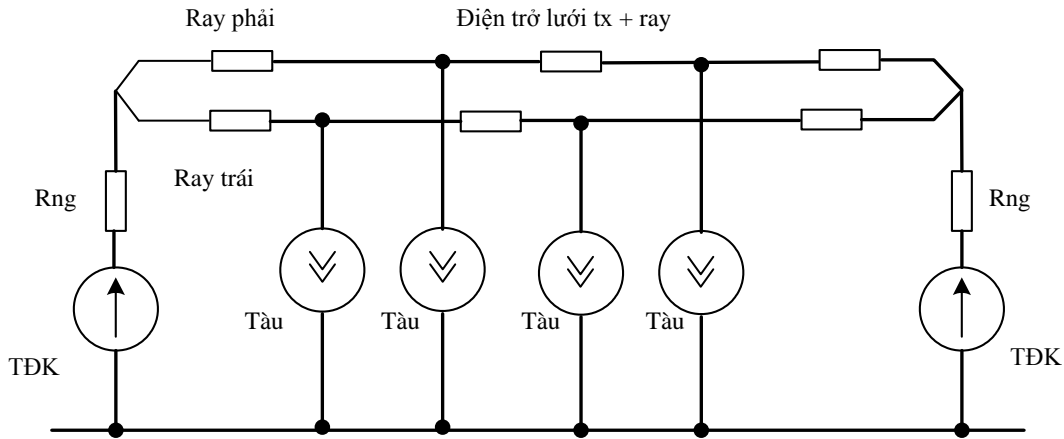 Ray phải
Điện trở lưới tx + ray
Ray trái
Rng
Rng
Tàu
Tàu
Tàu
Tàu
TĐK
TĐK